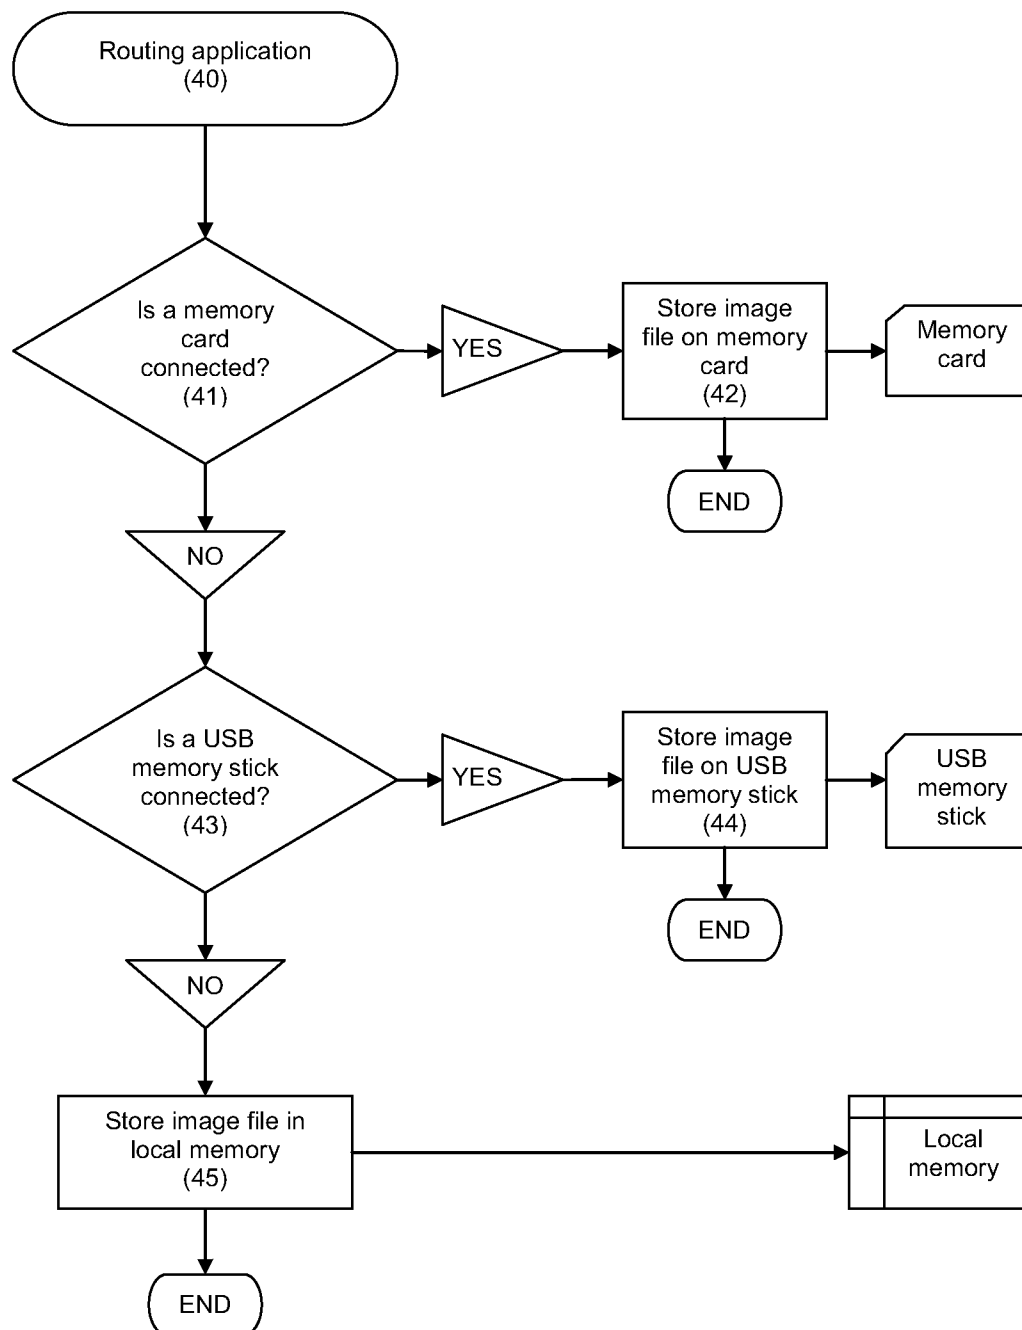 Routing application
(40)
Is a memory
card
connected?
(41)
YES
Store image
file on memory
card
(42)
Memory
card
END
NO
Is a USB
memory stick
connected?
(43)
YES
Store image
file on USB
memory stick
(44)
USB
memory
stick
END
NO
Store image file in
local memory
(45)
Local
memory
END